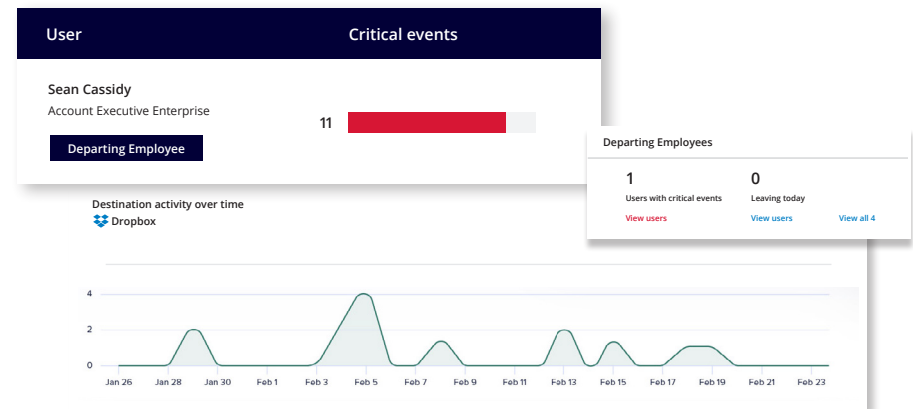 User Critical events
Sean Cassidy
Account Executive Enterprise
11
Departing Employee
Departing Employees
1 0
Users with critical events Leaving today
View users View users View all 4
Destination activity over time
Dropbox
4
2
0
Jan 26 Jan 28 Jan 30 Feb 1 Feb 3 Feb 5 Feb 7 Feb 9 Feb 11 Feb 13 Feb 15 Feb 17 Feb 19 Feb 21 Feb 23